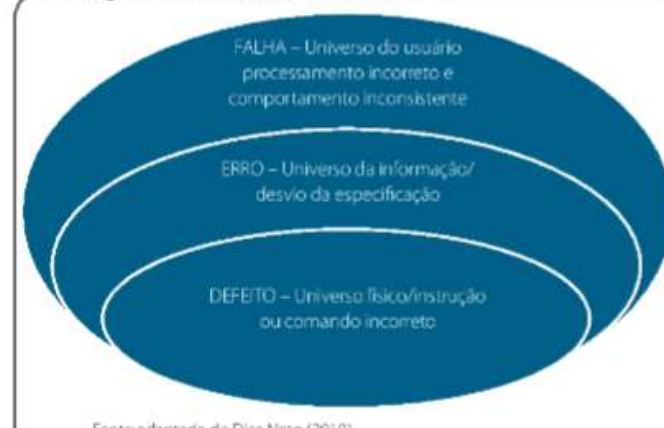 FALHA – Universo do usuário
processamento incorreto e
comportamento inconsistente
ERRO – Universo da informação/
desvio da especificação
DEFEITO – Universo físico/instrução
ou comando incorreto